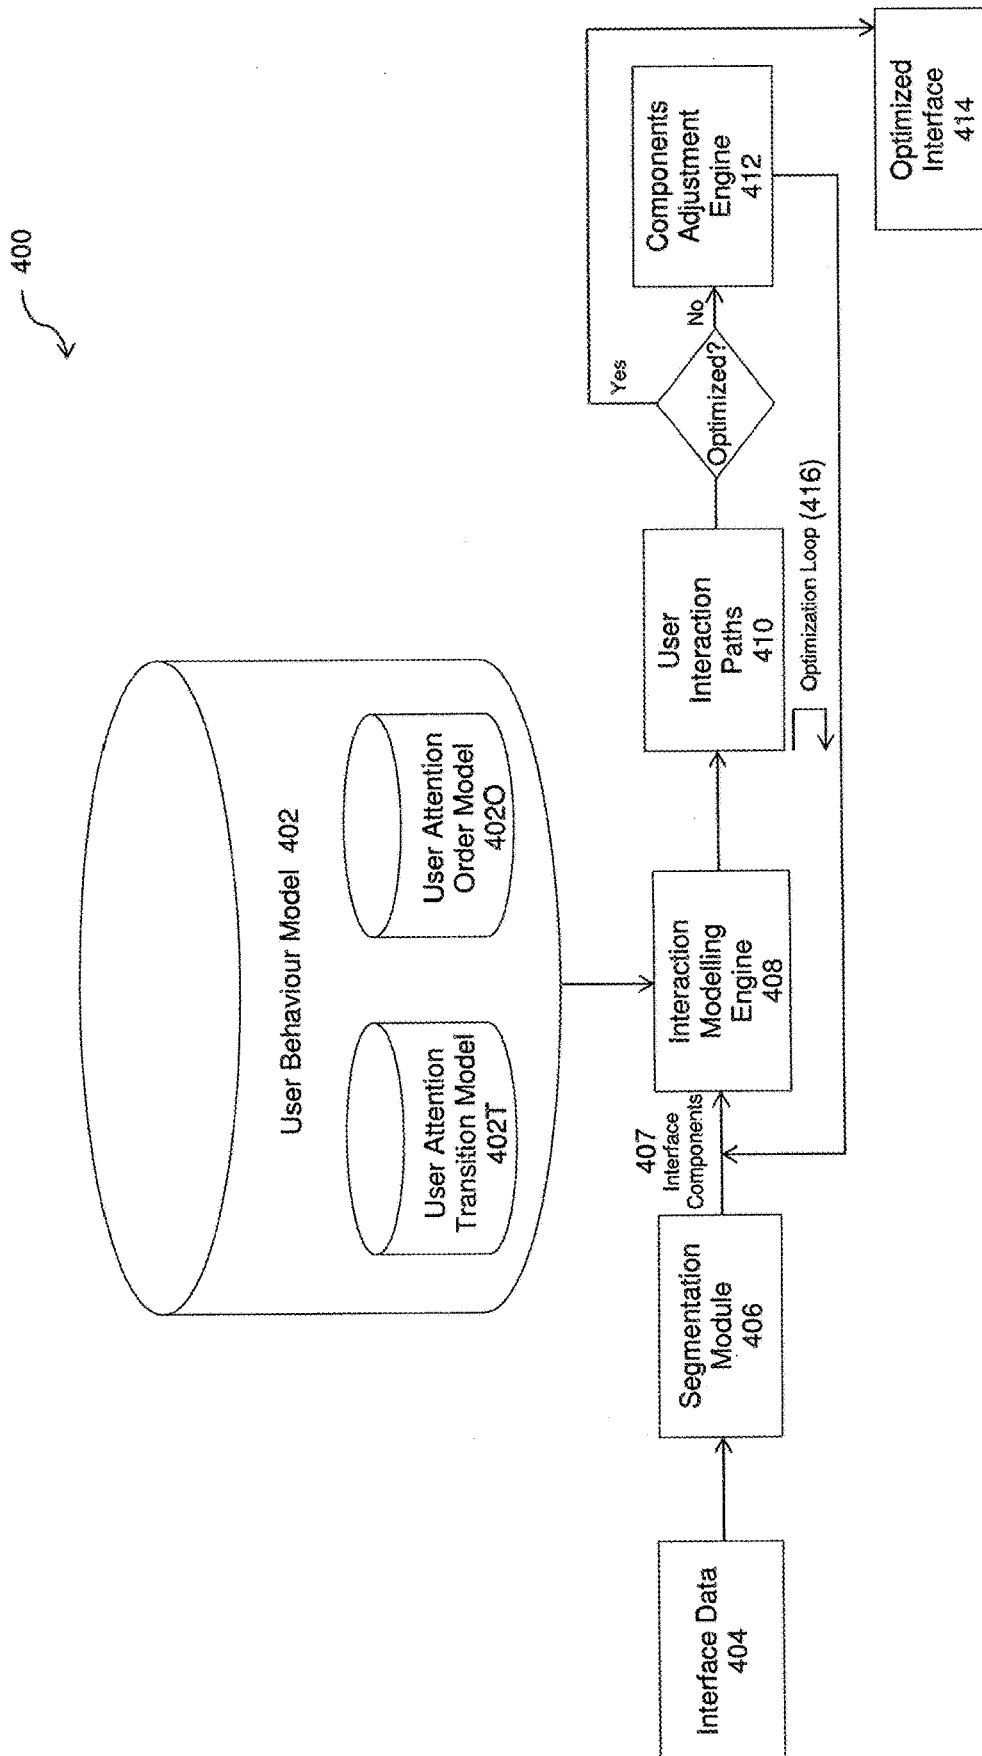 400
User Behaviour Model 402
User Attention
Transition Model
402T
User Attention
Order Model
402O
Interface Data
404
Segmentation
Module
406
407
Interface
Components
Interaction
Modelling
Engine
408
User
Interaction
Paths
410
Optimized?
Yes
No
Components
Adjustment
Engine
412
Optimization Loop (416)
Optimized
Interface
414